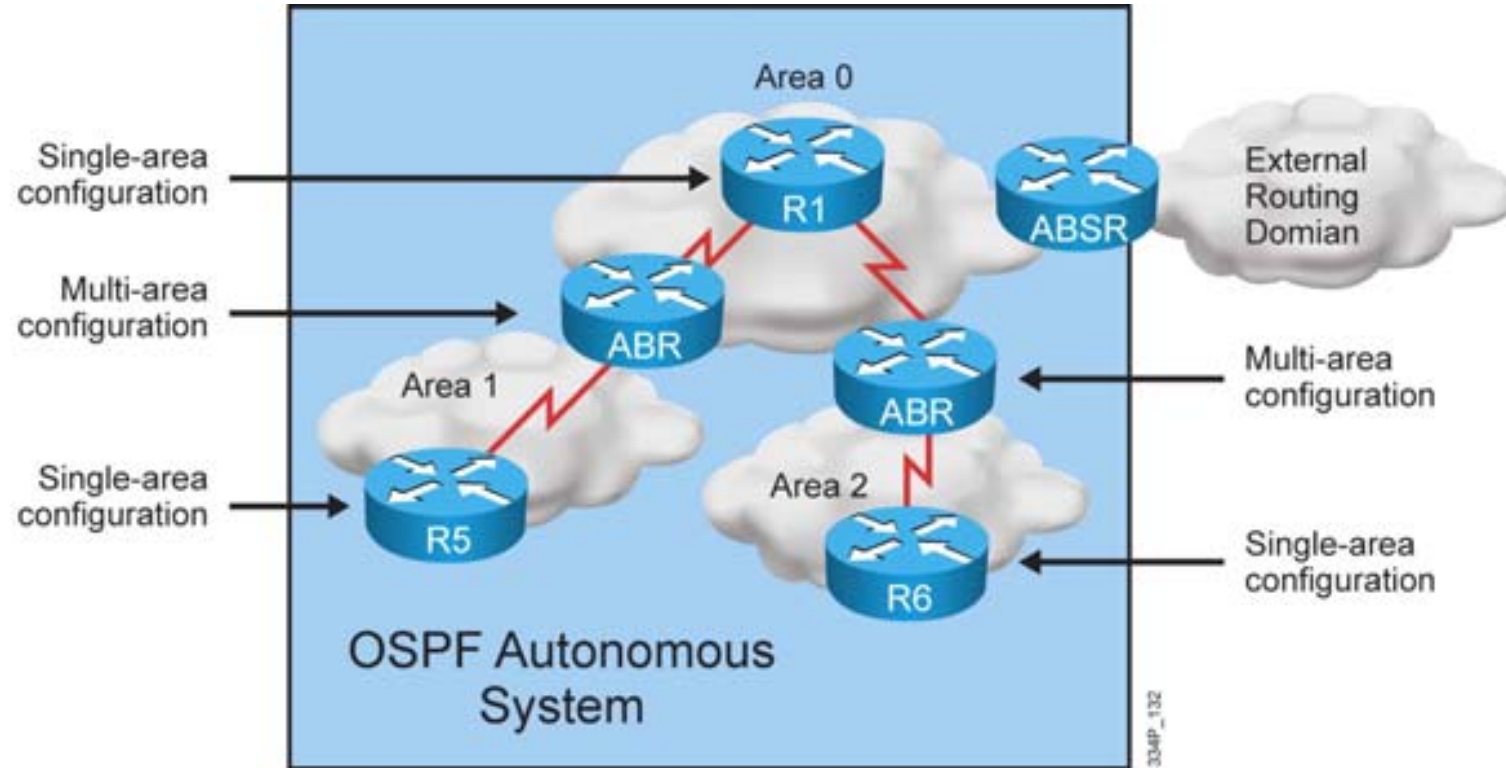 Area 0
Single-area
configuration
R1
ABSR
External
Routing
Domian
Multi-area
configuration
ABR
Area 1
ABR
Multi-area
configuration
Single-area
configuration
R5
Area 2
R6
Single-area
configuration
OSPF Autonomous
System
334P_132